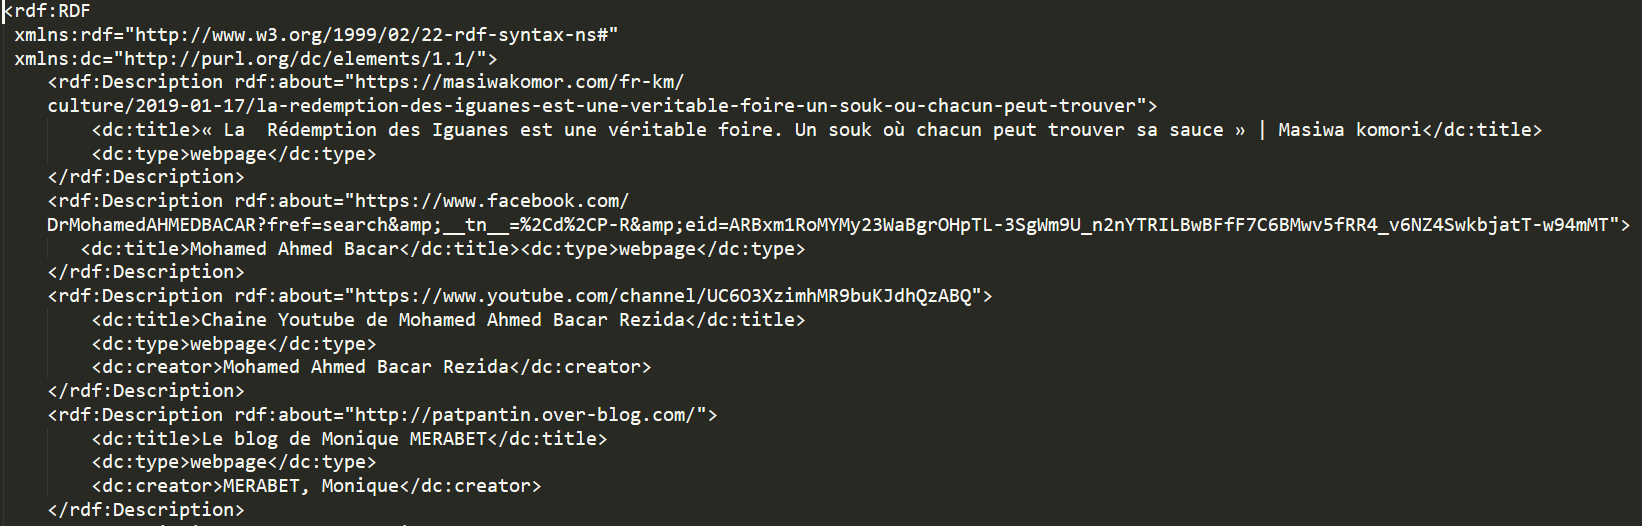 <rdf:RDF
xmlns:rdf="http://www.w3.org/1999/02/22-rdf-syntax-ns#"
xmlns:dc="http://purl.org/dc/elements/1.1/">
<rdf:Description rdf:about="https://masiwakomor.com/fr-km/
culture/2019-01-17/la-redemption-des-iguanes-est-une-veritable-foire-un-souk-ou-chacun-peut-trouver">
<dc:title>« La  Rédemption des Iguanes est une véritable foire. Un souk où chacun peut trouver sa sauce » | Masiwa komori</dc:title>
<dc:type>webpage</dc:type>
</rdf:Description>
<rdf:Description rdf:about="https://www.facebook.com/
DrMohamedAHMEDBACAR?fref=search&amp;__tn__=%2Cd%2CP-R&amp;eid=ARBxm1RoMYMy23WaBgrOHpTL-3SgWm9U_n2nYTRILBwBFfF7C6BMwv5fRR4_v6NZ4SwkbjatT-w94mMT">
<dc:title>Mohamed Ahmed Bacar</dc:title><dc:type>webpage</dc:type>
</rdf:Description>
<rdf:Description rdf:about="https://www.youtube.com/channel/UC6O3XzimhMR9buKJdhQzABQ">
<dc:title>Chaine Youtube de Mohamed Ahmed Bacar Rezida</dc:title>
<dc:type>webpage</dc:type>
<dc:creator>Mohamed Ahmed Bacar Rezida</dc:creator>
</rdf:Description>
<rdf:Description rdf:about="http://patpantin.over-blog.com/">
<dc:title>Le blog de Monique MERABET</dc:title>
<dc:type>webpage</dc:type>
<dc:creator>MERABET, Monique</dc:creator>
</rdf:Description>